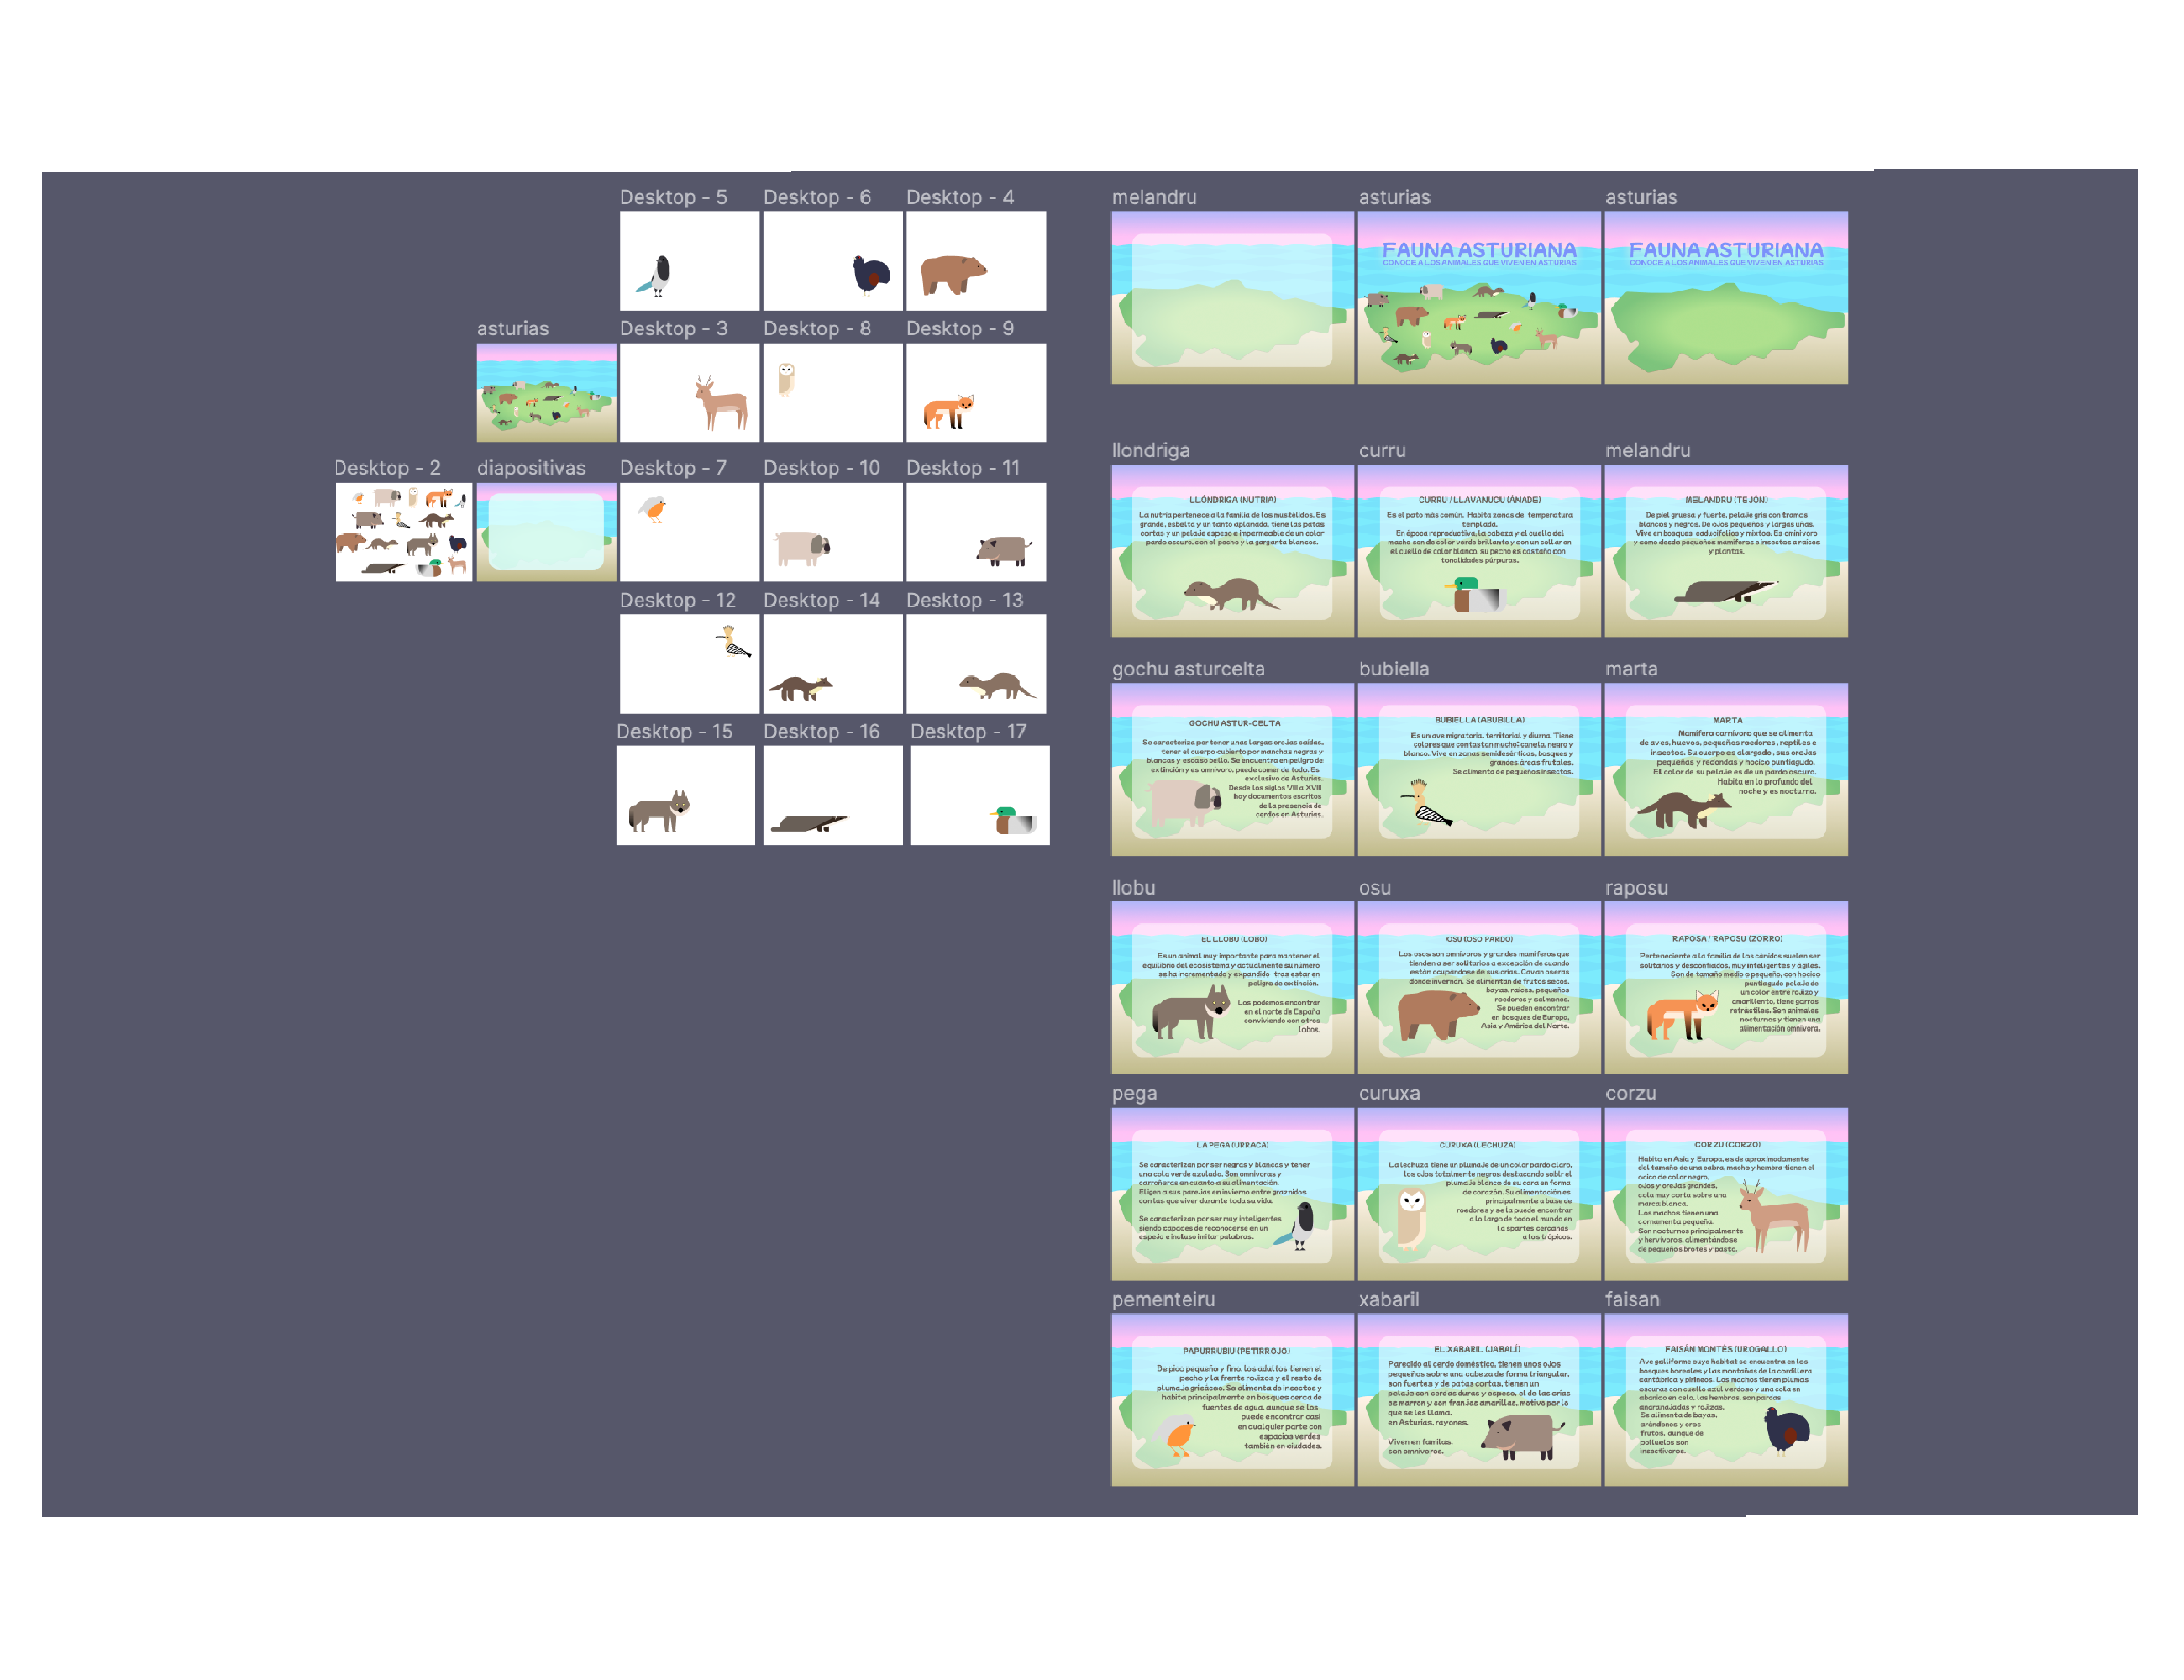 Desktop - 5
Desktop - 6
Desktop - 4
asturias
Desktop - 3
Desktop - 8
Desktop - 9
Desktop - 2
diapositivas
Desktop - 7
Desktop - 10
Desktop - 11
Desktop - 12
Desktop - 14
Desktop - 13
Desktop - 15
Desktop - 16
Desktop - 17
melandru
asturias
FAUNA ASTURIANA
CONOCE A LOS ANIMALES QUE VIVEN EN ASTURIAS
asturias
FAUNA ASTURIANA
CONOCE A LOS ANIMALES QUE VIVEN EN ASTURIAS
llondriga
LLÓNDRIGA (NUTRIA)
La nutria pertenece a la familia de los mustélidos. Es
grande, esbelta y un tanto aplanada, tiene las patas
cortas y un pelaje espeso e impermeable de un color
pardo oscuro, con el pecho y la garganta blancos.
curru
CURRU / LLAVANUCU (ÁNADE)
Es el pato más común. Habita zonas de temperatura
templada.
En época reproductiva, la cabeza y el cuello del
macho son de color verde brillante y con un collar en
el cuello de color blanco, su pecho es castaño con
tonalidades púrpuras.
melandru
MELANDRU (TEJÓN)
De piel gruesa y fuerte, pelaje gris con tramos
blancos y negros. De ojos pequeños y largas uñas.
Vive en bosques caducifolios y mixtos. Es omnívoro
y come desde pequeños mamíferos e insectos a raíces
y plantas.
gochu asturcelta
GOCHU ASTUR-CELTA
Se caracteriza por tener unas largas orejas caídas,
tener el cuerpo cubierto por manchas negras y
blancas y escaso bello. Se encuentra en peligro de
extinción y es omnívoro, puede comer de todo. Es
exclusivo de Asturias.
Desde los siglos VIII a XVIII
hay documentos escritos
de la presencia de
cerdos en Asturias.
bubiella
BUBIELLA (ABUBILLA)
Es un ave migratoria, territorial y diurna. Tiene
colores que contastan mucho: canela, negro y
blanco. Vive en zonas semidesérticas, bosques y
grandes áreas frutales.
Se alimenta de pequeños insectos.
marta
MARTA
Mamífero carnívoro que se alimenta
de aves, huevos, pequeños roedores , reptiles e
insectos. Su cuerpo es alargado , sus orejas
pequeñas y redondas y hocico puntiagudo.
El color de su pelaje es de un pardo oscuro.
Habita en lo profundo del
noche y es nocturna.
llobu
EL LLOBU (LOBO)
Es un animal muy importante para mantener el
equilibrio del ecosistema y actualmente su número
se ha incrementado y expandido tras estar en
peligro de extinción.
Los podemos encontrar
en el norte de España
conviviendo con otros
lobos.
osu
OSU (OSO PARDO)
Los osos son omnívoros y grandes mamíferos que
tienden a ser solitarios a excepción de cuando
están ocupándose de sus crías. Cavan oseras
donde invernan. Se alimentan de frutos secos,
bayas, raíces, pequeños
roedores y salmones.
Se pueden encontrar
en bosques de Europa,
Asia y América del Norte.
raposu
RAPOSA / RAPOSU (ZORRO)
Perteneciente a la familia de los cánidos suelen ser
solitarios y desconfiados, muy inteligentes y ágiles.
Son de tamaño medio o pequeño, con hocico
puntiagudo pelaje de
un color entre rojizo y
amarillento, tiene garras
retráctiles. Son animales
nocturnos y tienen una
alimentación omnívora.
pega
LA PEGA (URRACA)
Se caracterizan por ser negras y blancas y tener
una cola verde azulada. Son omnívoras y
carroñeras en cuanto a su alimentación.
Eligen a sus parejas en invierno entre graznidos
con las que viver durante toda su vida.
Se caracterizan por ser muy inteligentes
siendo capaces de reconocerse en un
espejo e incluso imitar palabras.
curuxa
CURUXA (LECHUZA)
La lechuza tiene un plumaje de un color pardo claro,
los ojos totalmente negros destacando soblr el
plumaje blanco de su cara en forma
de corazón. Su alimentación es
principalmente a base de
roedores y se la puede encontrar
a lo largo de todo el mundo en
la spartes cercanas
a los trópicos.
corzu
CORZU (CORZO)
Habita en Asia y Europa, es de aproximadamente
del tamaño de una cabra, macho y hembra tienen el
ocico de color negro,
ojos y orejas grandes,
cola muy corta sobre una
marca blanca.
Los machos tienen una
cornamenta pequeña.
Son nocturnos principalmente
y hervívoros, alimentándose
de pequeños brotes y pasto.
pementeiru
PAPURRUBIU (PETIRROJO)
De pico pequeño y fino, los adultos tienen el
pecho y la frente rojizos y el resto de
plumaje grisáceo. Se alimenta de insectos y
habita principalmente en bosques cerca de
fuentes de agua, aunque se los
puede encontrar casi
en cualquier parte con
espacios verdes
también en ciudades.
xabaril
EL XABARIL (JABALÍ)
Parecido al cerdo doméstico, tienen unos ojos
pequeños sobre una cabeza de forma triangular,
son fuertes y de patas cortas, tienen un
pelaje con cerdas duras y espeso, el de las crías
es marron y con franjas amarillas, motivo por lo
que se les llama,
en Asturias, rayones.
Viven en familas,
son omnívoros.
faisan
FAISÁN MONTÉS (UROGALLO)
Ave galliforme cuyo habitat se encuentra en los
bosques boreales y las montañas de la cordillera
cantábrica y pirineos. Los machos tienen plumas
oscuras con cuello azul verdoso y una cola en
abanico en celo, las hembras, son pardas
anaranajadas y rojizas.
Se alimenta de bayas,
arándonos y oros
frutos, aunque de
polluelos son
insectívoros.